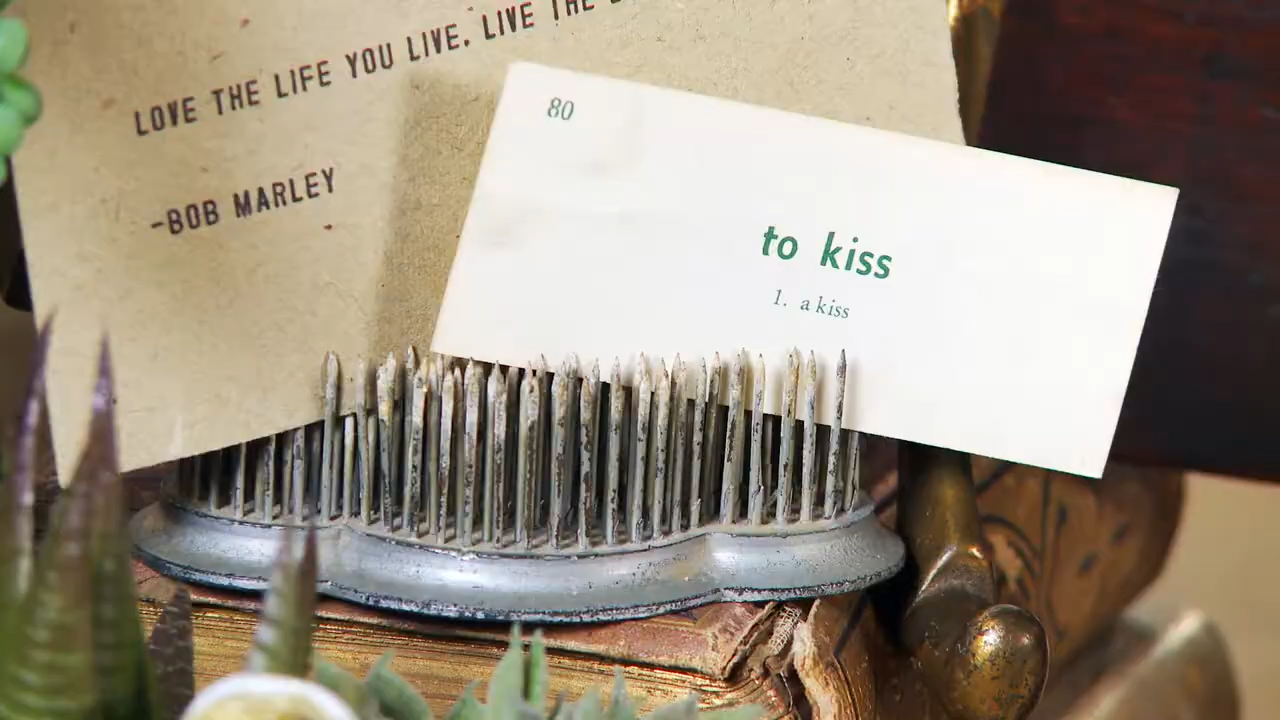 LOVE THE LIFE YOU LIVE. LIVE THE
-BOB MARLEY
80
to kiss
1. a kiss